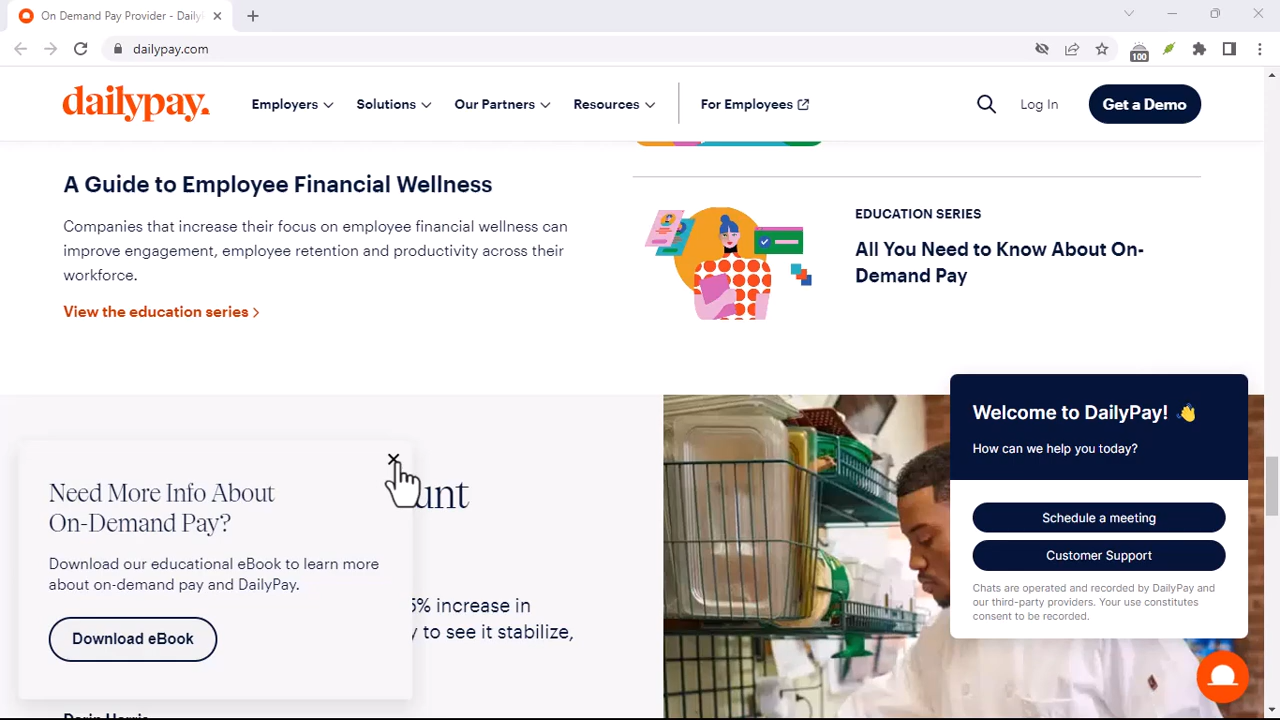 On Demand Pay Provider - Daily
dailypay.com
100
dailypay.
Employers
Solutions
Our Partners
Resources
For Employees
Log In
Get a Demo
A Guide to Employee Financial Wellness
Companies that increase their focus on employee financial wellness can
improve engagement, employee retention and productivity across their
workforce.
View the education series
EDUCATION SERIES
All You Need to Know About On-
Demand Pay
unt
5% increase in
y to see it stabilize,
Need More Info About
On-Demand Pay?
Download our educational eBook to learn more
about on-demand pay and DailyPay.
Download eBook
Welcome to DailyPay! 👋
How can we help you today?
Schedule a meeting
Customer Support
Chats are operated and recorded by DailyPay and
our third-party providers. Your use constitutes
consent to be recorded.